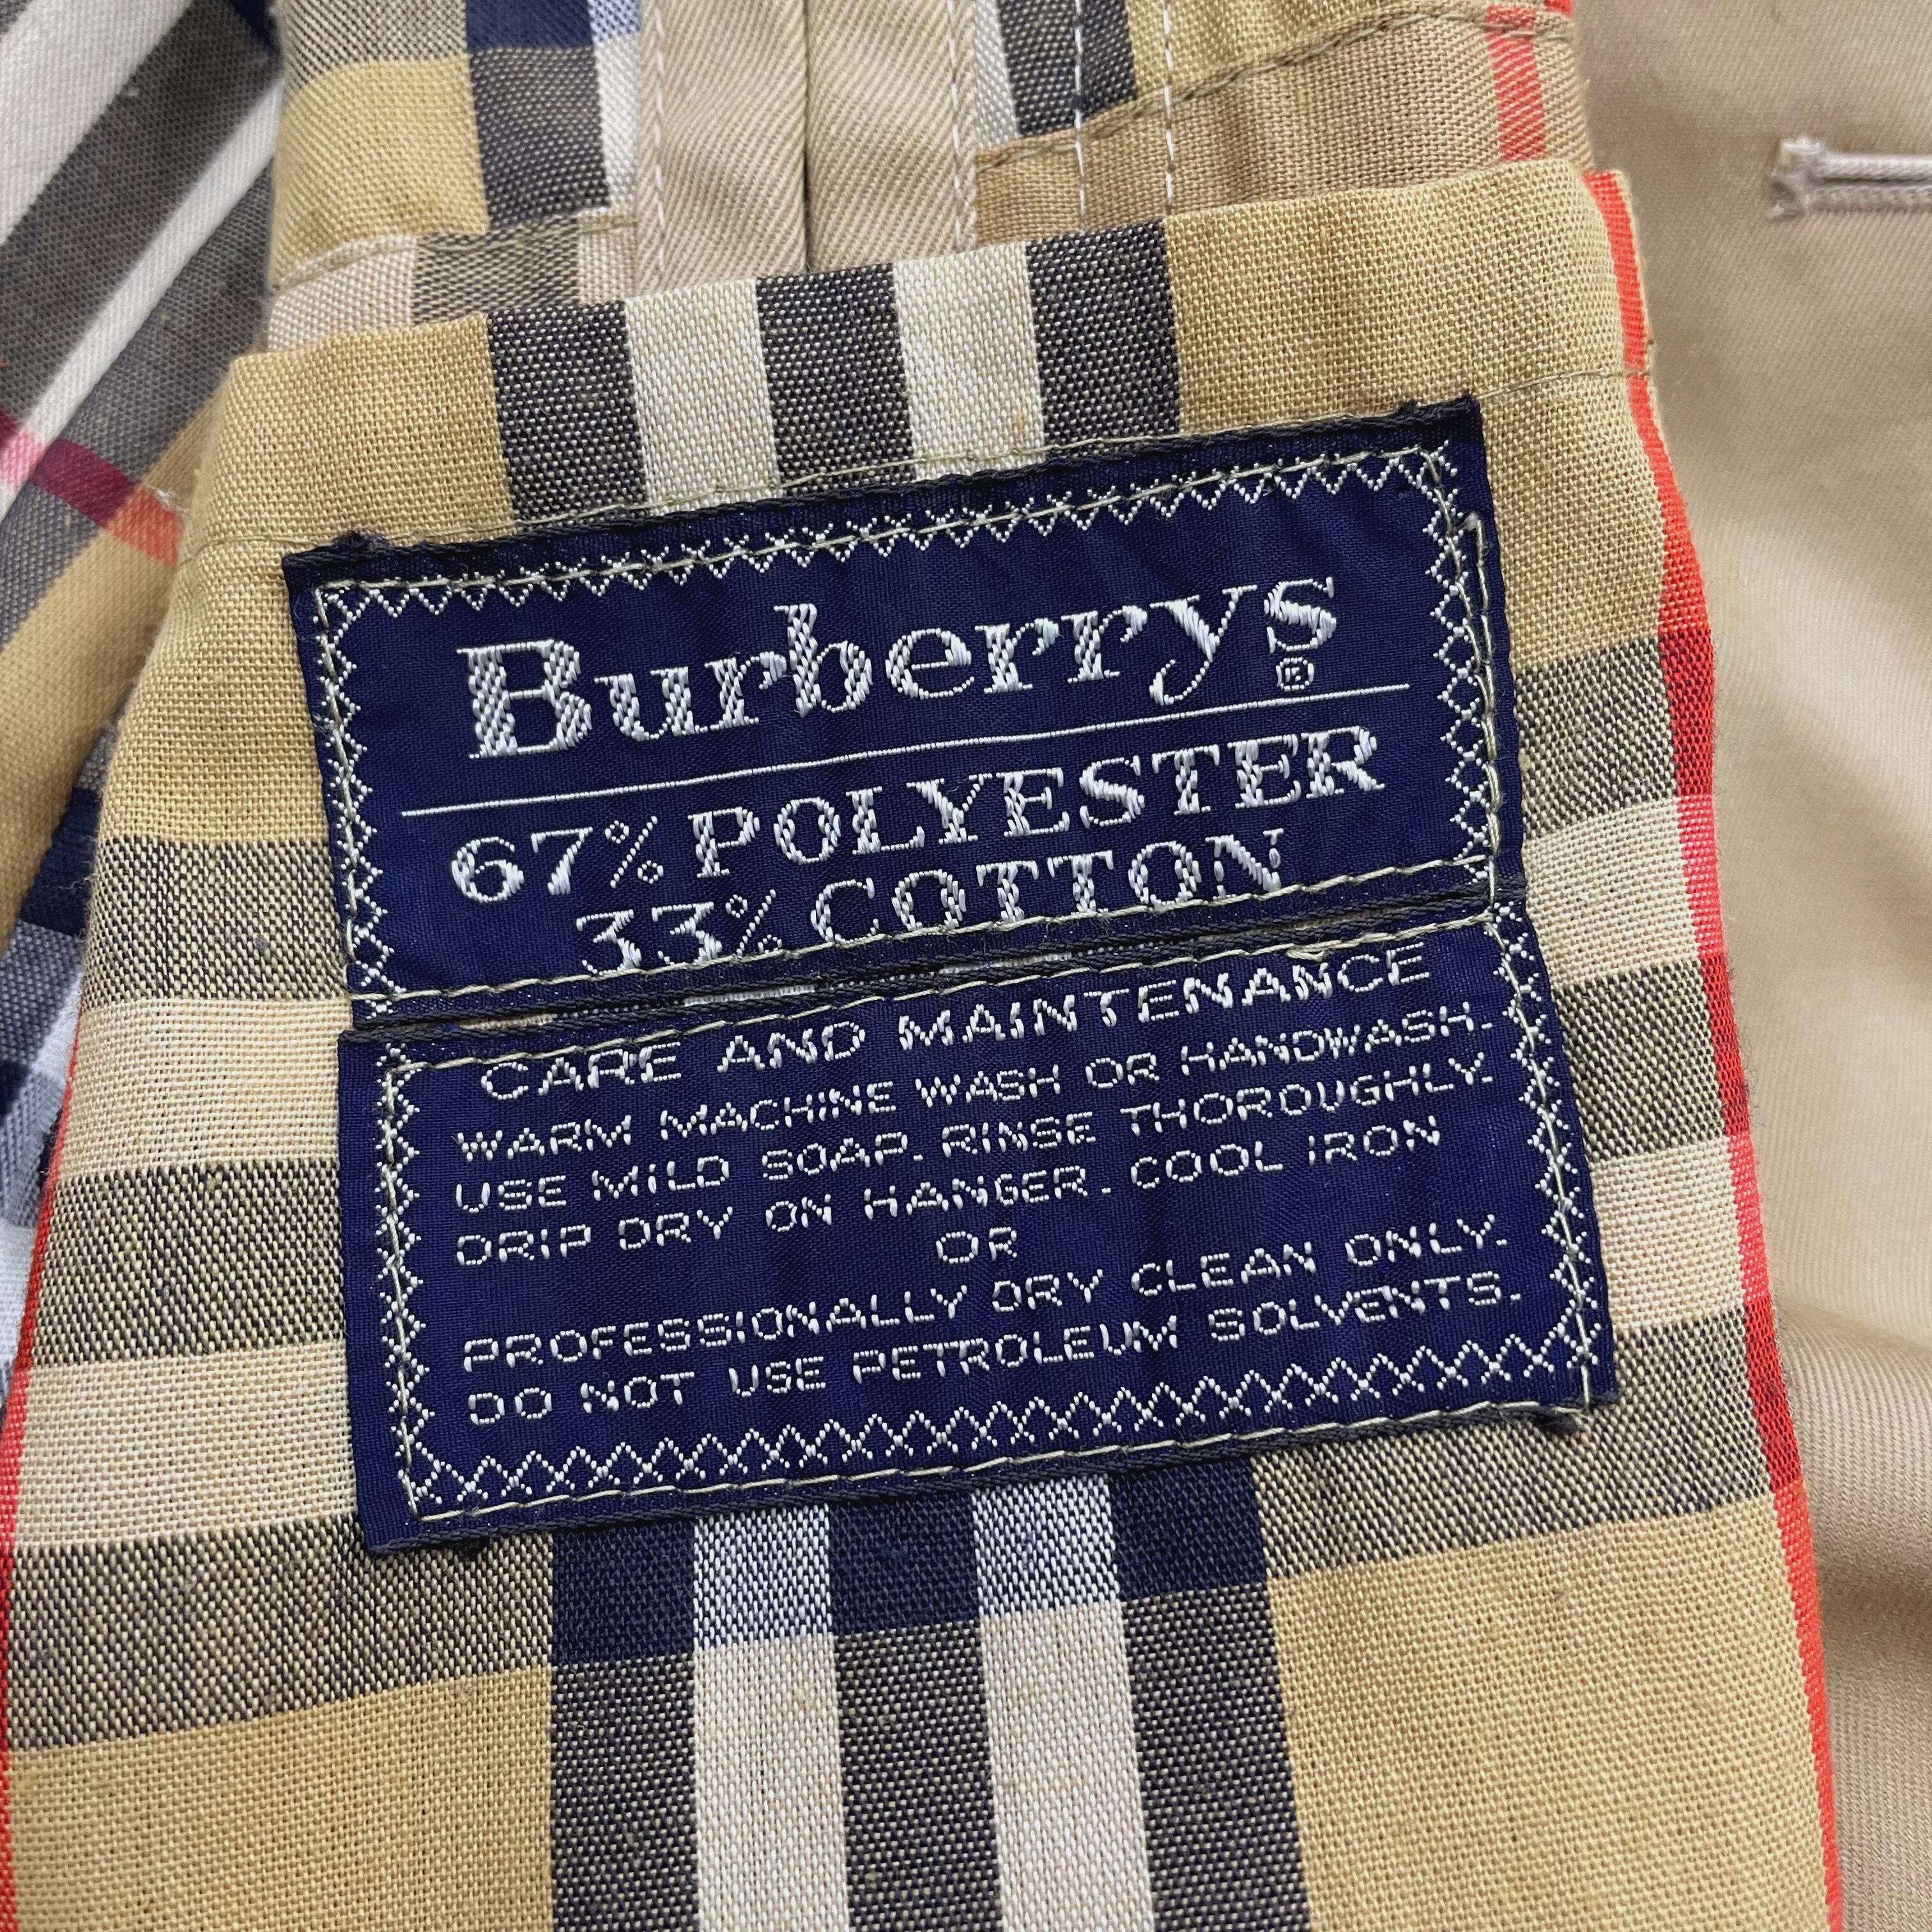 Burberrys®
67% POLYESTER
33% COTTON
CARE AND MAINTENANCE
WARM MACHINE WASH OR HANDWASH.
USE MILD SOAP. RINSE THOROUGHLY.
DRIP DRY ON HANGER. COOL IRON
OR
PROFESSIONALLY DRY CLEAN ONLY.
DO NOT USE PETROLEUM SOLVENTS.